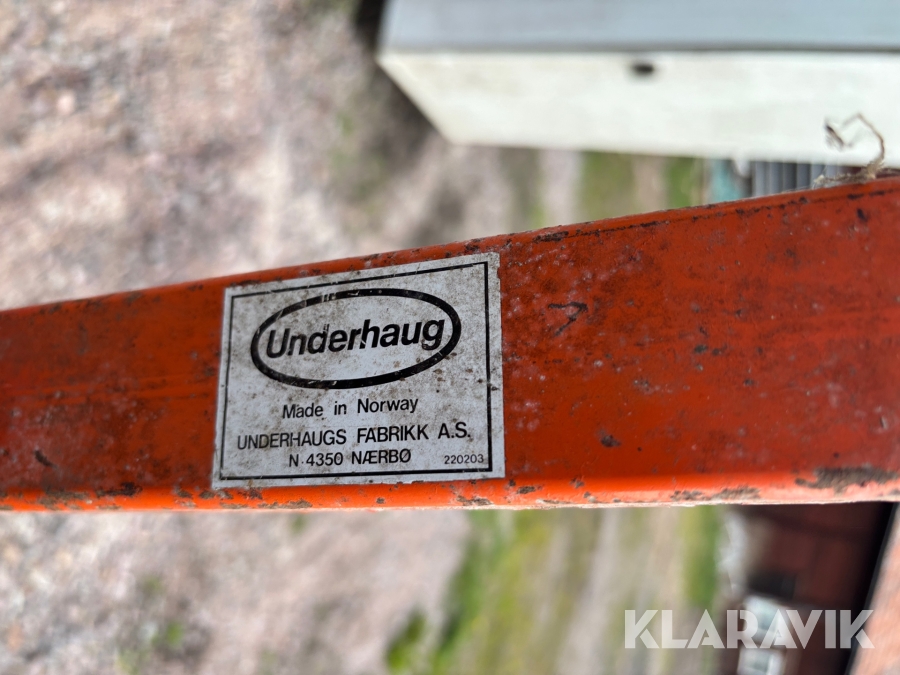 Underhaug
Made in Norway
UNDERHAUGS FABRIKK A.S.
N-4350 NÆRBØ 220203
KLARAVIK